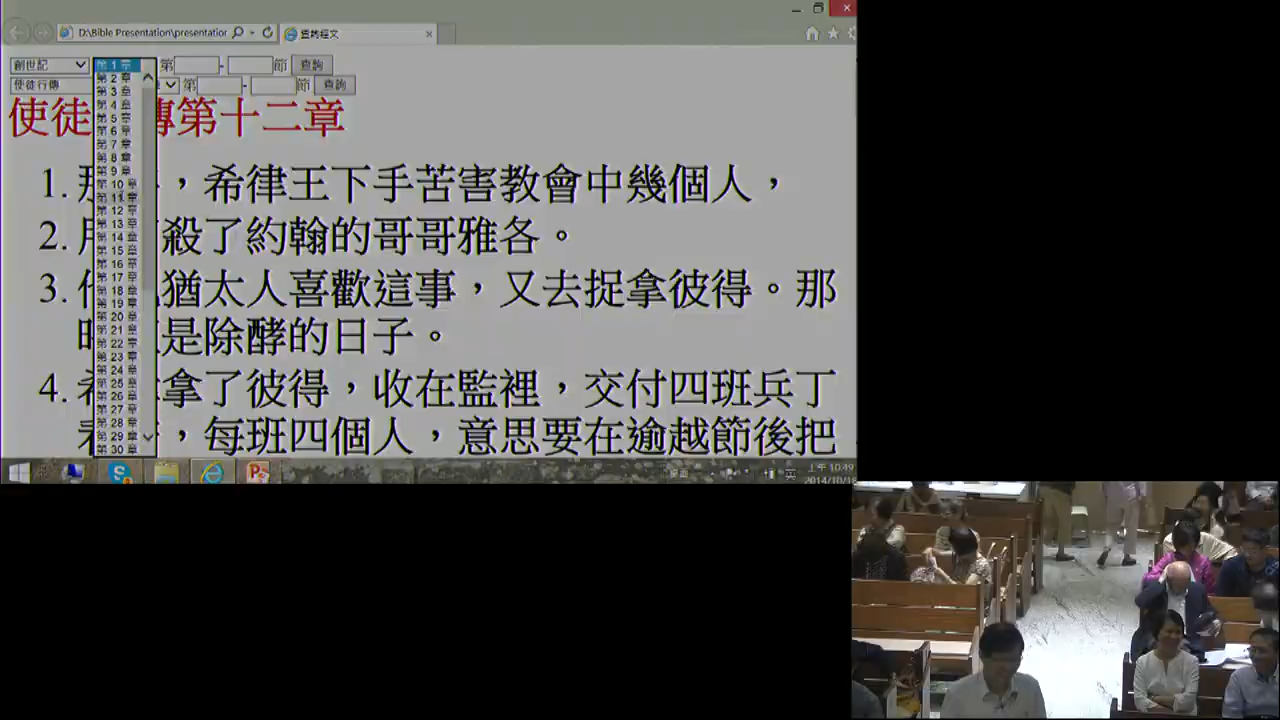 D:\Bible Presentation\presentation
查詢經文
創世記 第 1 章 第 - 節 查詢
使徒行傳 第 - 節 查詢
第 2 章
第 3 章
第 4 章
第 5 章
第 6 章
第 7 章
第 8 章
第 9 章
第 10 章
第 11 章
第 12 章
第 13 章
第 14 章
第 15 章
第 16 章
第 17 章
第 18 章
第 19 章
第 20 章
第 21 章
第 22 章
第 23 章
第 24 章
第 25 章
第 26 章
第 27 章
第 28 章
第 29 章
第 30 章
使徒 傳第十二章
1. 那 ，希律王下手苦害教會中幾個人，
2. 用 殺了約翰的哥哥雅各。
3. 他 猶太人喜歡這事，又去捉拿彼得。那
時 是除酵的日子。
4. 希 拿了彼得，收在監裡，交付四班兵丁
看 ，每班四個人，意思要在逾越節後把
上午 10:49